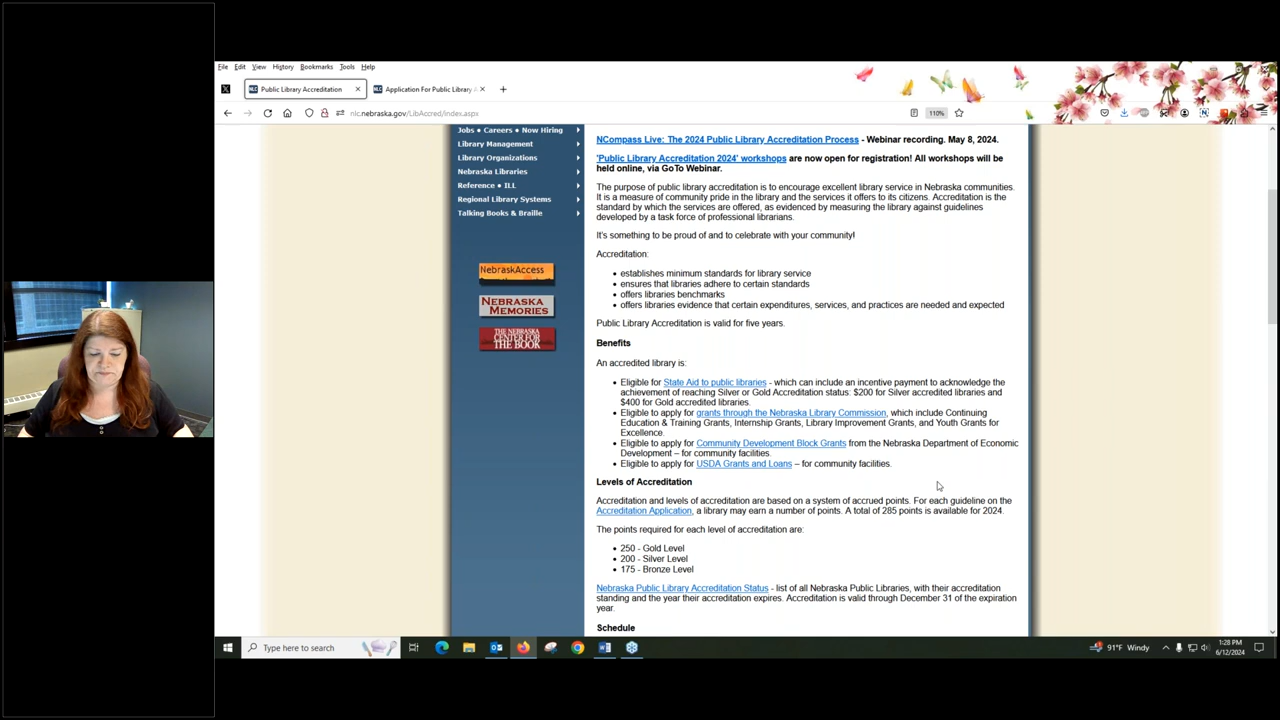 File Edit View History Bookmarks Tools Help
Public Library Accreditation
Application For Public Library A
nlc.nebraska.gov/LibAccred/index.aspx
110%
Jobs • Careers • Now Hiring
Library Management
Library Organizations
Nebraska Libraries
Reference • ILL
Regional Library Systems
Talking Books & Braille
NebraskAccess
NEBRASKA
MEMORIES
THE NEBRASKA
CENTER FOR
THE BOOK
NCompass Live: The 2024 Public Library Accreditation Process - Webinar recording. May 8, 2024.
'Public Library Accreditation 2024' workshops are now open for registration! All workshops will be
held online, via GoTo Webinar.
The purpose of public library accreditation is to encourage excellent library service in Nebraska communities.
It is a measure of community pride in the library and the services it offers to its citizens. Accreditation is the
standard by which the services are offered, as evidenced by measuring the library against guidelines
developed by a task force of professional librarians.
It's something to be proud of and to celebrate with your community!
Accreditation:
• establishes minimum standards for library service
• ensures that libraries adhere to certain standards
• offers libraries benchmarks
• offers libraries evidence that certain expenditures, services, and practices are needed and expected
Public Library Accreditation is valid for five years.
Benefits
An accredited library is:
• Eligible for State Aid to public libraries - which can include an incentive payment to acknowledge the
achievement of reaching Silver or Gold Accreditation status: $200 for Silver accredited libraries and
$400 for Gold accredited libraries.
• Eligible to apply for grants through the Nebraska Library Commission, which include Continuing
Education & Training Grants, Internship Grants, Library Improvement Grants, and Youth Grants for
Excellence.
• Eligible to apply for Community Development Block Grants from the Nebraska Department of Economic
Development – for community facilities.
• Eligible to apply for USDA Grants and Loans – for community facilities.
Levels of Accreditation
Accreditation and levels of accreditation are based on a system of accrued points. For each guideline on the
Accreditation Application, a library may earn a number of points. A total of 285 points is available for 2024.
The points required for each level of accreditation are:
• 250 - Gold Level
• 200 - Silver Level
• 175 - Bronze Level
Nebraska Public Library Accreditation Status - list of all Nebraska Public Libraries, with their accreditation
standing and the year their accreditation expires. Accreditation is valid through December 31 of the expiration
year.
Schedule
Type here to search
91°F Windy
1:28 PM
6/12/2024